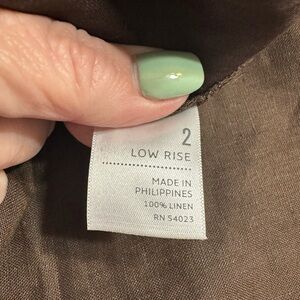 2
LOW RISE
MADE IN
PHILIPPINES
100% LINEN
RN 54023